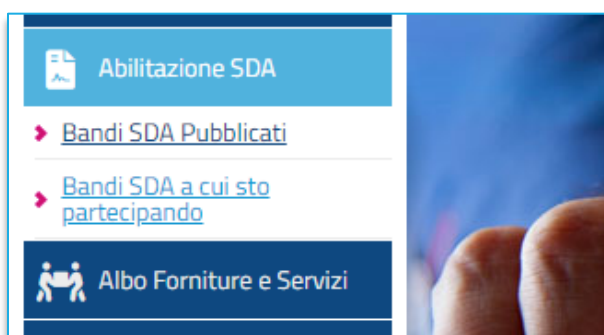 Abilitazione SDA
Bandi SDA Pubblicati
Bandi SDA a cui sto
partecipando
Albo Forniture e Servizi